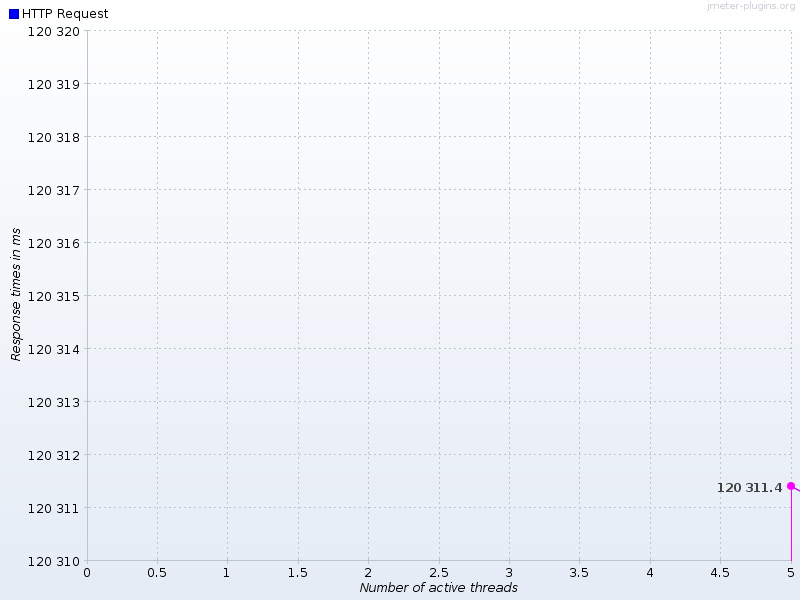 jmeter-plugins.org
HTTP Request
120 320
120 319
120 318
120 317
120 316
120 315
120 314
120 313
120 312
120 311
120 310
Response times in ms
120 311.4
0 0.5 1 1.5 2 2.5 3 3.5 4 4.5 5
Number of active threads